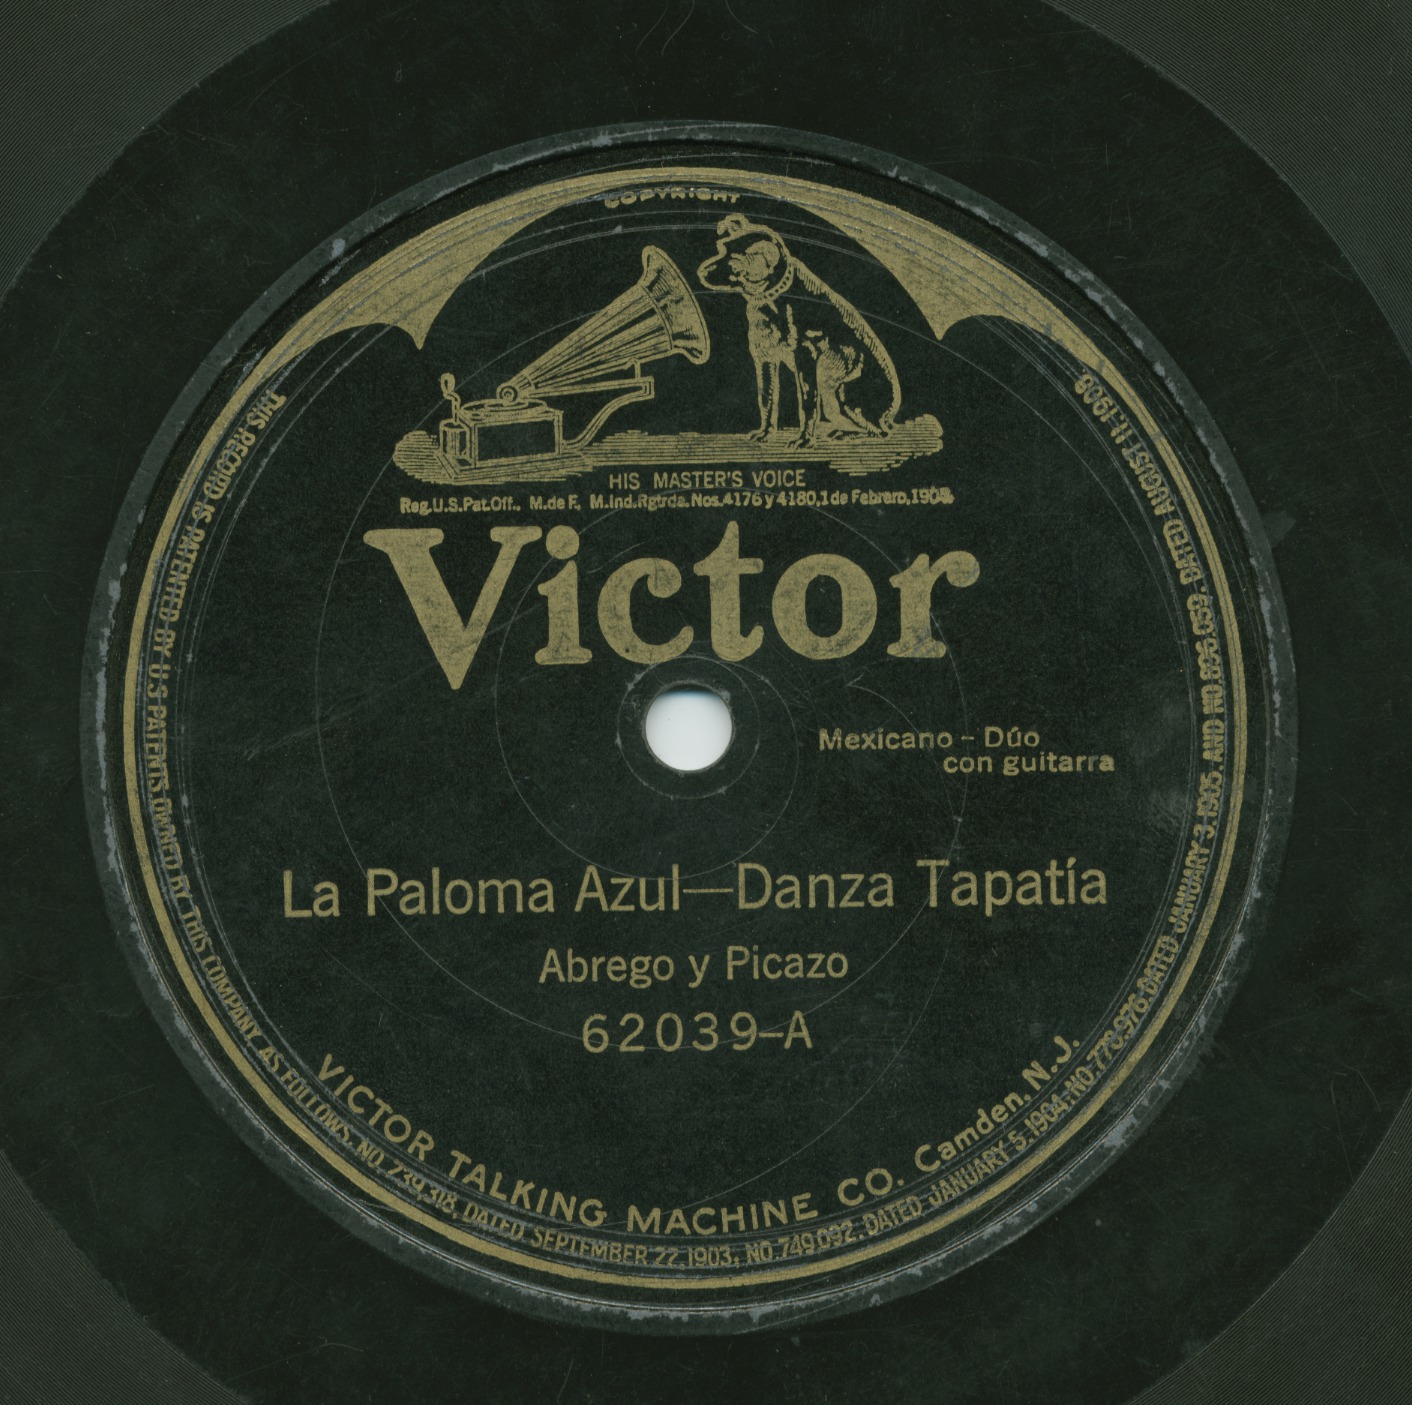 COPYRIGHT
HIS MASTER'S VOICE
Reg.U.S.Pat.Off., M.de F., M.Ind.Rgtrda.Nos.4176 y 4180,1 de Febrero,
Victor
Mexicano - Dúo
con guitarra
La Paloma Azul—Danza Tapatía
Abrego y Picazo
62039-A
VICTOR TALKING MACHINE CO. Camden, N.J.
THIS RECORD IS PATENTED BY U.S PATENTS OWNED BY THIS COMPANY, AS FOLLOWS, NO. 739,318, DATED SEPTEMBER 22,1903; NO.749,092, DATED JANUARY 5,1904; NO.778,976, DATED JANUARY 3,1905, AND NO.896,059, DATED AUGUST 11-1908.